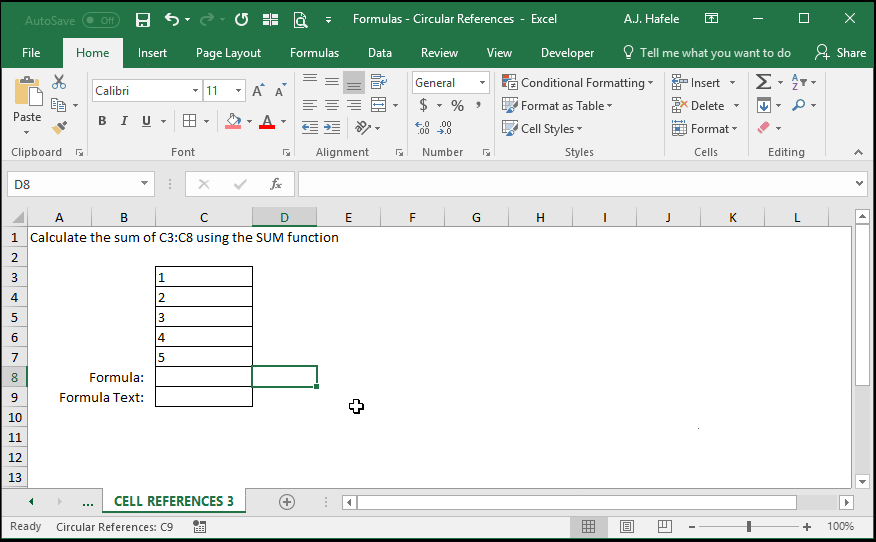 AutoSave Off Formulas - Circular References - Excel A.J. Hafele
File Home Insert Page Layout Formulas Data Review View Developer Tell me what you want to do Share
Paste
Calibri 11
B I U A
General
$ % ,
Conditional Formatting
Format as Table
Cell Styles
Insert
Delete
Format
Clipboard Font Alignment Number Styles Cells Editing
D8 fx
A B C D E F G H I J K L
1 Calculate the sum of C3:C8 using the SUM function
2
3 1
4 2
5 3
6 4
7 5
8 Formula:
9 Formula Text:
10
11
12
13
... CELL REFERENCES 3
Ready Circular References: C9 100%